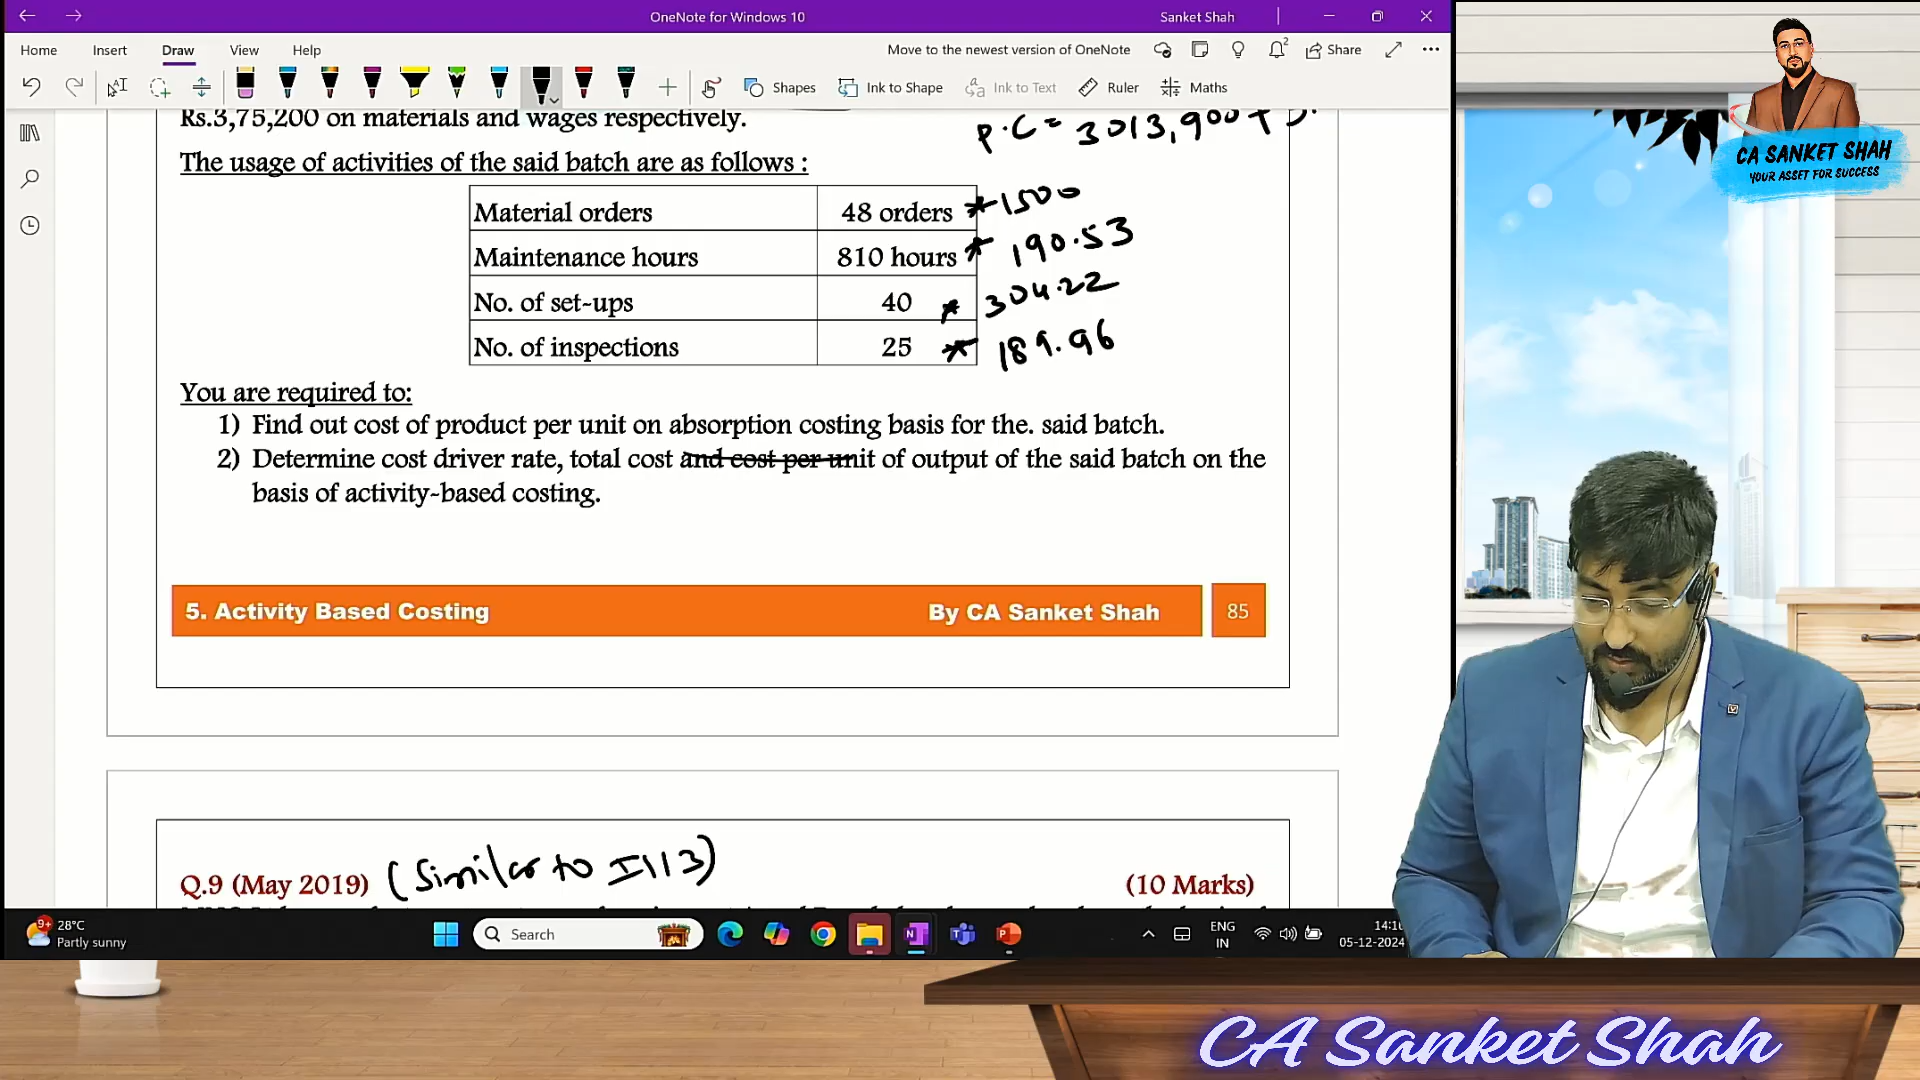 OneNote for Windows 10
Sanket Shah
Home Insert Draw View Help
Move to the newest version of OneNote
2
Share
Shapes
Ink to Shape
Ink to Text
Ruler
Maths
Rs.3,75,200 on materials and wages respectively.
P.C = 3013,900 +
The usage of activities of the said batch are as follows :
Material orders 48 orders * 1500
Maintenance hours 810 hours * 190.53
No. of set-ups 40 * 304.22
No. of inspections 25 * 189.96
You are required to:
1) Find out cost of product per unit on absorption costing basis for the. said batch.
2) Determine cost driver rate, total cost and cost per unit of output of the said batch on the
basis of activity-based costing.
5. Activity Based Costing By CA Sanket Shah 85
Q.9 (May 2019) (Similar to Ill 3) (10 Marks)
9+
28°C
Partly sunny
Search
ENG
IN
14:16
05-12-2024
CA SANKET SHAH
YOUR ASSET FOR SUCCESS
CA Sanket Shah